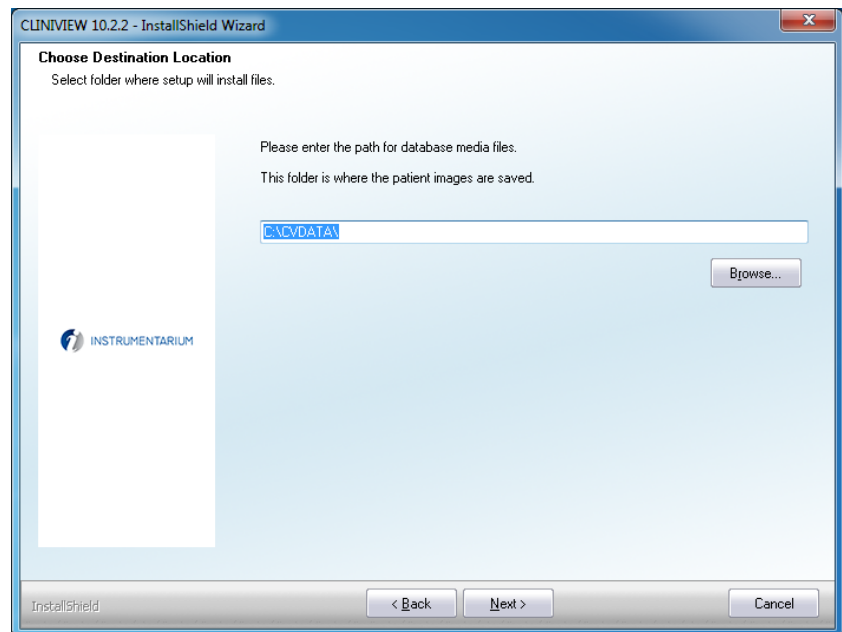 CLINIVIEW 10.2.2 - InstallShield Wizard
Choose Destination Location
Select folder where setup will install files.
Please enter the path for database media files.
This folder is where the patient images are saved.
C:\CVDATA\
Browse...
INSTRUMENTARIUM
InstallShield
< Back
Next >
Cancel